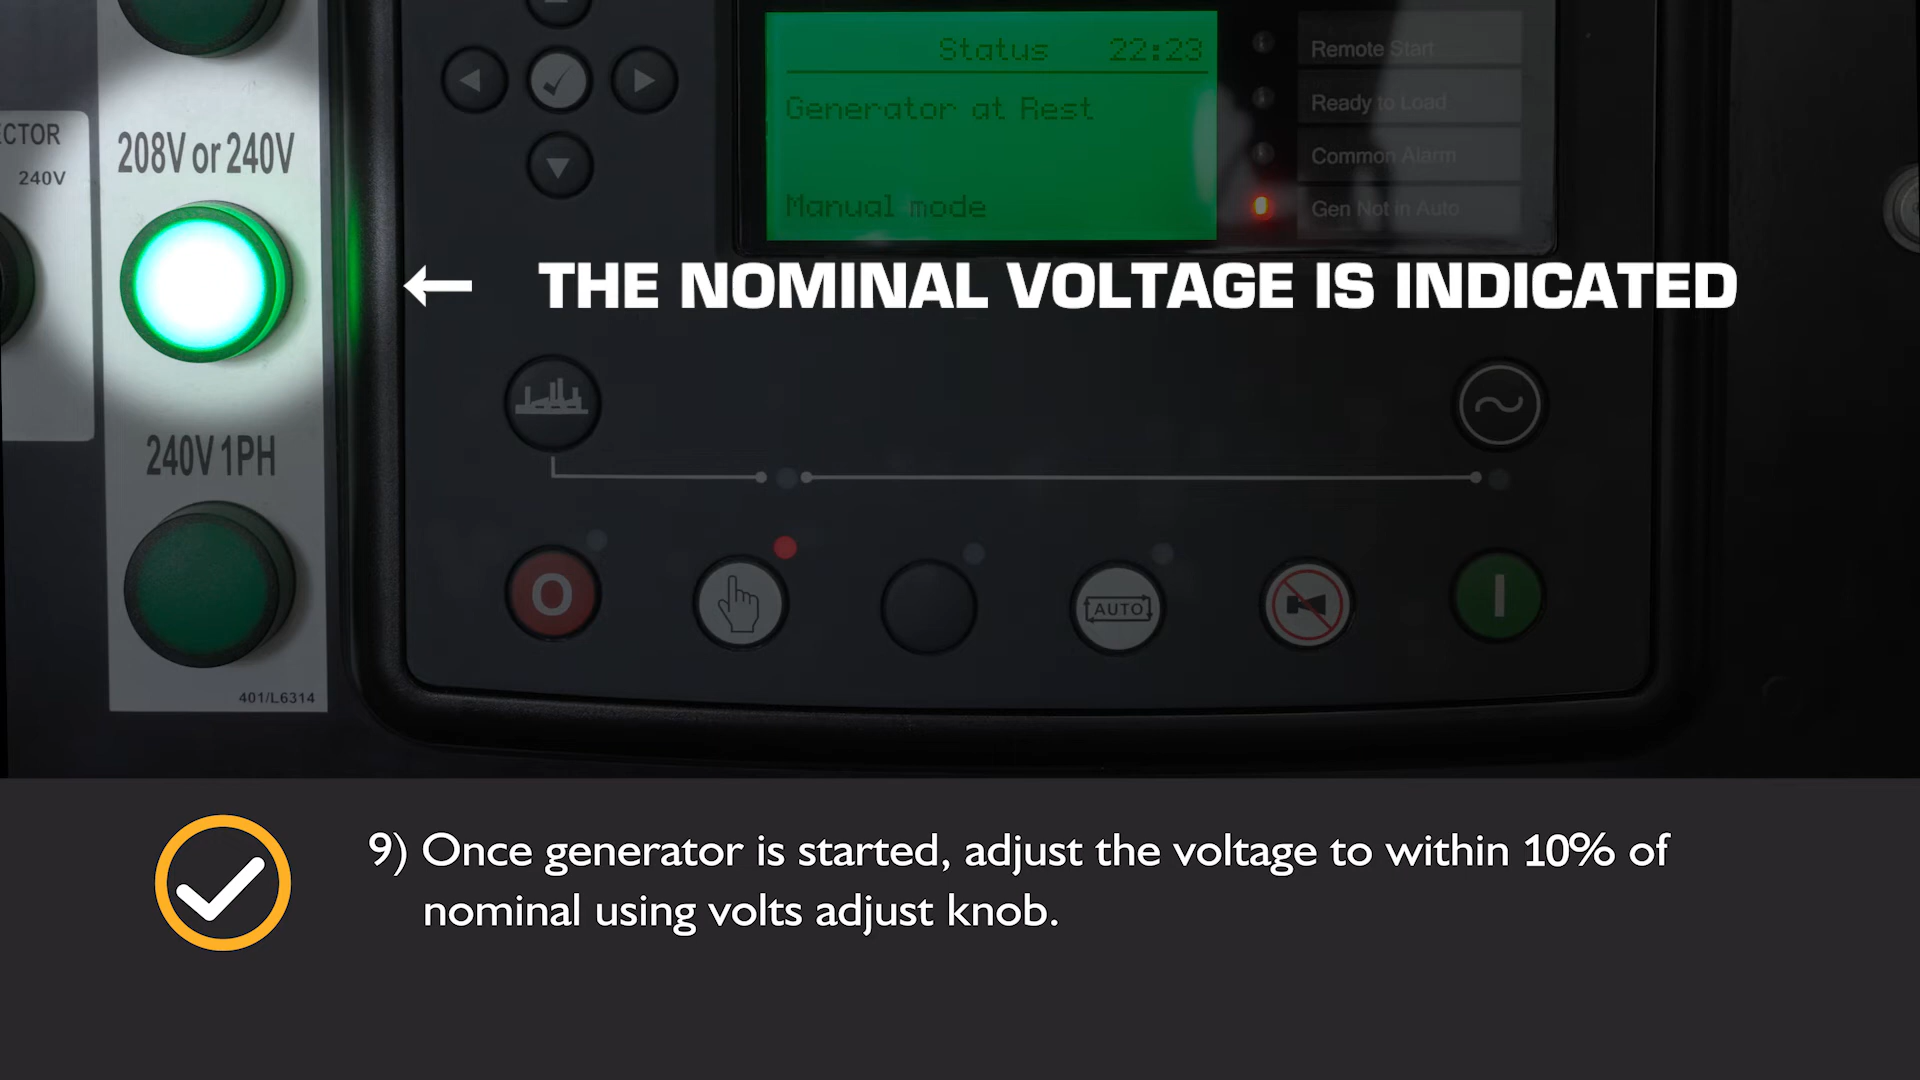 Status 22:23
Generator at Rest
Manual mode
Remote Start
Ready to Load
Common Alarm
Gen Not in Auto
ECTOR
240V
208V or 240V
← THE NOMINAL VOLTAGE IS INDICATED
240V 1PH
O
AUTO
I
401/L6314
9) Once generator is started, adjust the voltage to within 10% of
nominal using volts adjust knob.